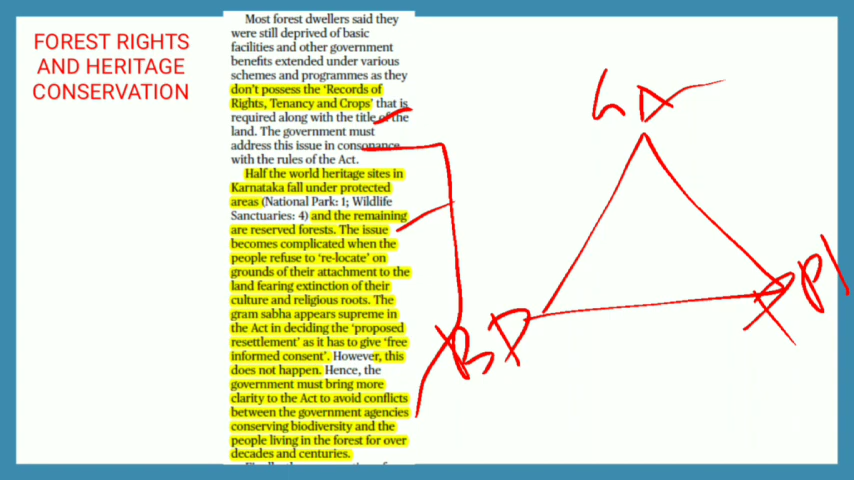 FOREST RIGHTS
AND HERITAGE
CONSERVATION
Most forest dwellers said they
were still deprived of basic
facilities and other government
benefits extended under various
schemes and programmes as they
don't possess the 'Records of
Rights, Tenancy and Crops' that is
required along with the title of the
land. The government must
address this issue in consonance
with the rules of the Act.
Half the world heritage sites in
Karnataka fall under protected
areas (National Park: 1; Wildlife
Sanctuaries: 4) and the remaining
are reserved forests. The issue
becomes complicated when the
people refuse to 're-locate' on
grounds of their attachment to the
land fearing extinction of their
culture and religious roots. The
gram sabha appears supreme in
the Act in deciding the 'proposed
resettlement' as it has to give 'free
informed consent'. However, this
does not happen. Hence, the
government must bring more
clarity to the Act to avoid conflicts
between the government agencies
conserving biodiversity and the
people living in the forest for over
decades and centuries.
BD